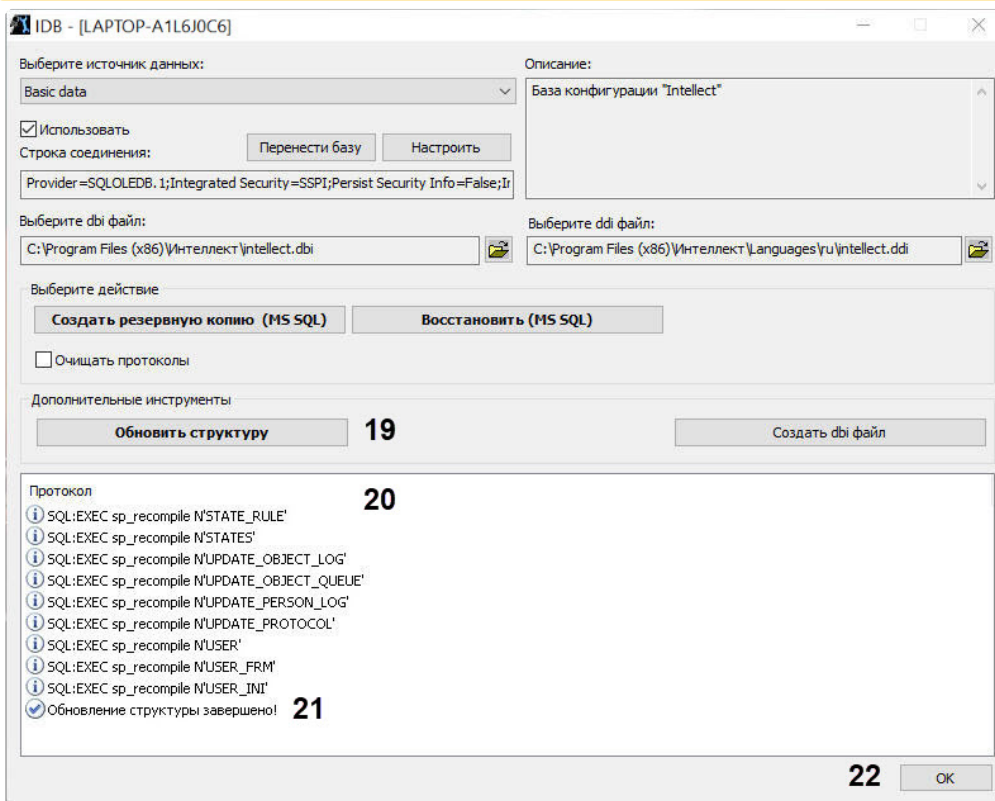 IDB - [LAPTOP-A1L6J0C6]
Выберите источник данных:
Описание:
Basic data
База конфигурации "Intellect"
Использовать
Строка соединения:
Перенести базу
Настроить
Provider=SQLOLEDB.1;Integrated Security=SSPI;Persist Security Info=False;Ir
Выберите dbi файл:
Выберите ddi файл:
C:\Program Files (x86)\Интеллект\intellect.dbi
C:\Program Files (x86)\Интеллект\Languages\ru\intellect.ddi
Выберите действие
Создать резервную копию (MS SQL)
Восстановить (MS SQL)
Очищать протоколы
Дополнительные инструменты
Обновить структуру
19
Создать dbi файл
Протокол
20
SQL:EXEC sp_recompile N'STATE_RULE'
SQL:EXEC sp_recompile N'STATES'
SQL:EXEC sp_recompile N'UPDATE_OBJECT_LOG'
SQL:EXEC sp_recompile N'UPDATE_OBJECT_QUEUE'
SQL:EXEC sp_recompile N'UPDATE_PERSON_LOG'
SQL:EXEC sp_recompile N'UPDATE_PROTOCOL'
SQL:EXEC sp_recompile N'USER'
SQL:EXEC sp_recompile N'USER_FRM'
SQL:EXEC sp_recompile N'USER_INI'
Обновление структуры завершено!
21
22
OK